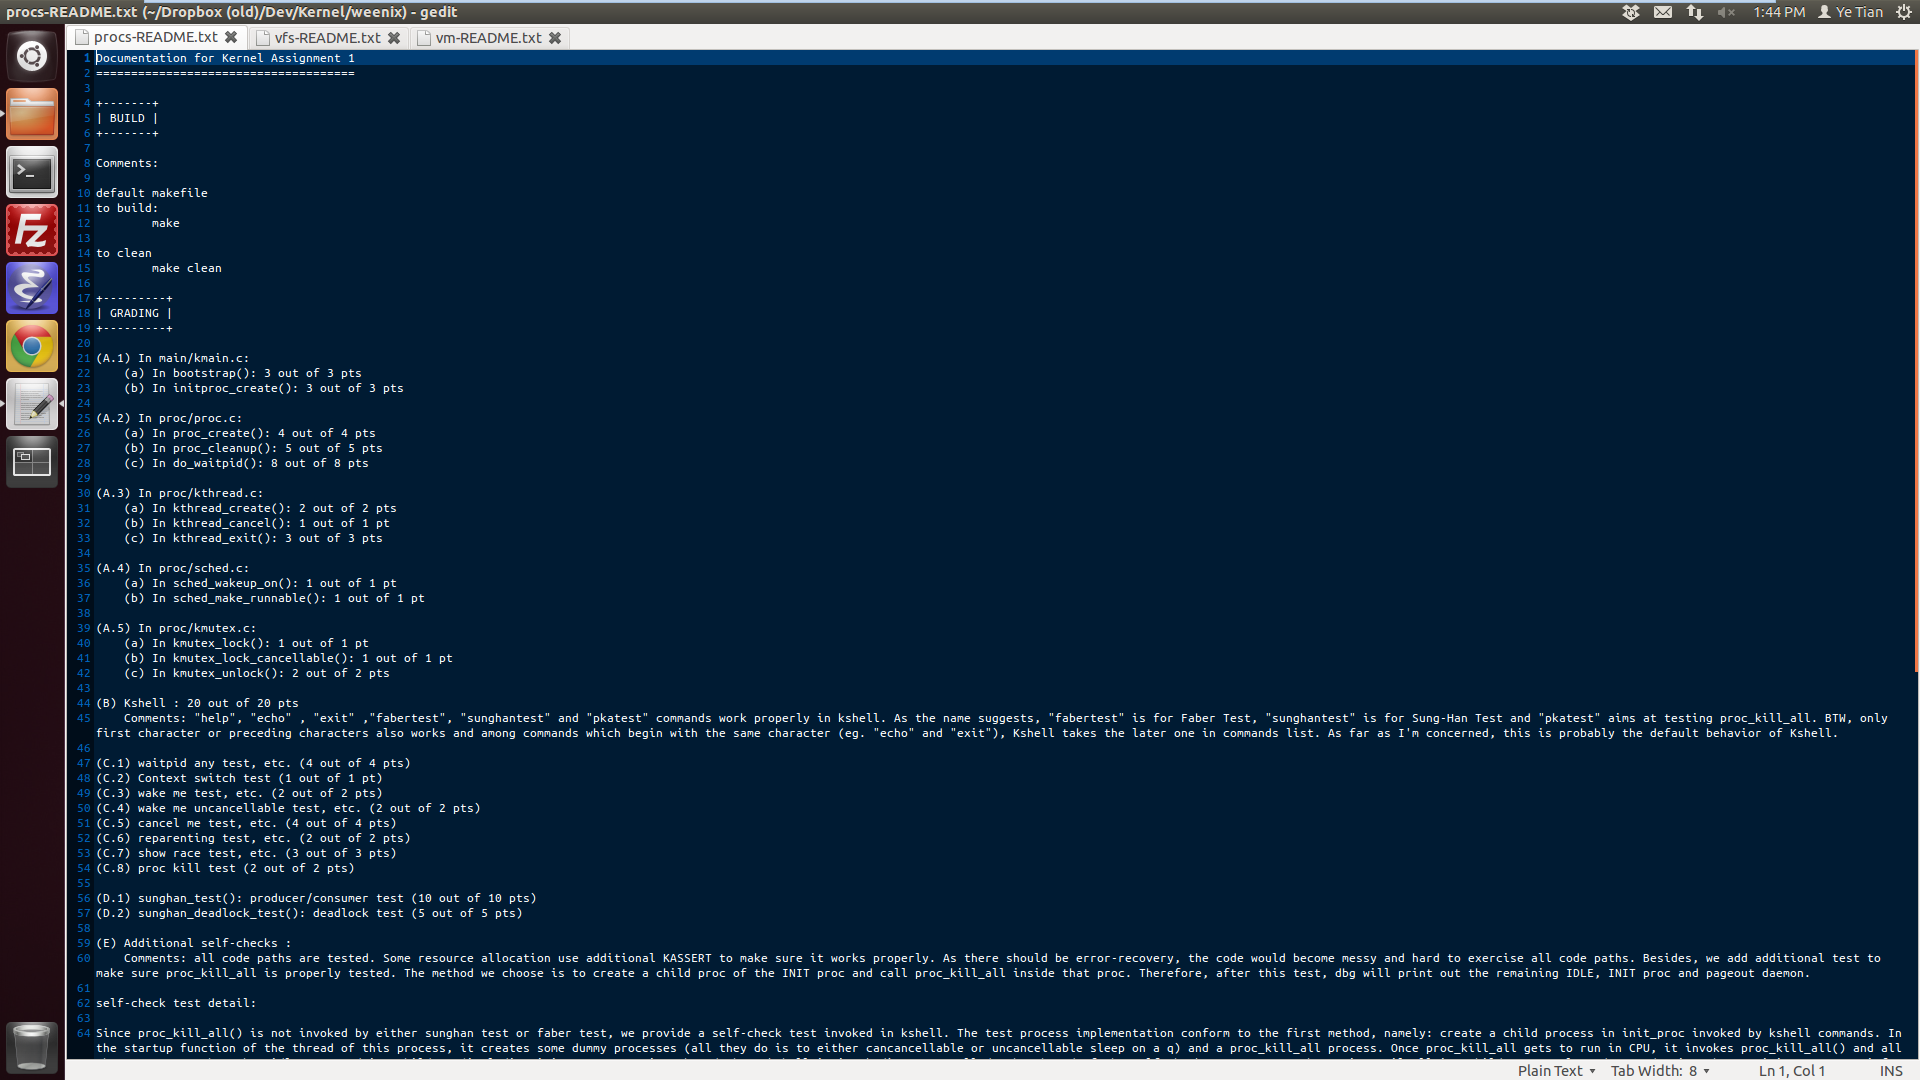 procs-README.txt (~/Dropbox (old)/Dev/Kernel/weenix) - gedit
1:44 PM Ye Tian
procs-README.txt vfs-README.txt vm-README.txt
1 Documentation for Kernel Assignment 1
2 =====================================
3
4 +-------+
5 | BUILD |
6 +-------+
7
8 Comments:
9
10 default makefile
11 to build:
12 make
13
14 to clean
15 make clean
16
17 +---------+
18 | GRADING |
19 +---------+
20
21 (A.1) In main/kmain.c:
22 (a) In bootstrap(): 3 out of 3 pts
23 (b) In initproc_create(): 3 out of 3 pts
24
25 (A.2) In proc/proc.c:
26 (a) In proc_create(): 4 out of 4 pts
27 (b) In proc_cleanup(): 5 out of 5 pts
28 (c) In do_waitpid(): 8 out of 8 pts
29
30 (A.3) In proc/kthread.c:
31 (a) In kthread_create(): 2 out of 2 pts
32 (b) In kthread_cancel(): 1 out of 1 pt
33 (c) In kthread_exit(): 3 out of 3 pts
34
35 (A.4) In proc/sched.c:
36 (a) In sched_wakeup_on(): 1 out of 1 pt
37 (b) In sched_make_runnable(): 1 out of 1 pt
38
39 (A.5) In proc/kmutex.c:
40 (a) In kmutex_lock(): 1 out of 1 pt
41 (b) In kmutex_lock_cancellable(): 1 out of 1 pt
42 (c) In kmutex_unlock(): 2 out of 2 pts
43
44 (B) Kshell : 20 out of 20 pts
45 Comments: "help", "echo" , "exit" ,"fabertest", "sunghantest" and "pkatest" commands work properly in kshell. As the name suggests, "fabertest" is for Faber Test, "sunghantest" is for Sung-Han Test and "pkatest" aims at testing proc_kill_all. BTW, only
first character or preceding characters also works and among commands which begin with the same character (eg. "echo" and "exit"), Kshell takes the later one in commands list. As far as I'm concerned, this is probably the default behavior of Kshell.
46
47 (C.1) waitpid any test, etc. (4 out of 4 pts)
48 (C.2) Context switch test (1 out of 1 pt)
49 (C.3) wake me test, etc. (2 out of 2 pts)
50 (C.4) wake me uncancellable test, etc. (2 out of 2 pts)
51 (C.5) cancel me test, etc. (4 out of 4 pts)
52 (C.6) reparenting test, etc. (2 out of 2 pts)
53 (C.7) show race test, etc. (3 out of 3 pts)
54 (C.8) proc kill test (2 out of 2 pts)
55
56 (D.1) sunghan_test(): producer/consumer test (10 out of 10 pts)
57 (D.2) sunghan_deadlock_test(): deadlock test (5 out of 5 pts)
58
59 (E) Additional self-checks :
60 Comments: all code paths are tested. Some resource allocation use additional KASSERT to make sure it works properly. As there should be error-recovery, the code would become messy and hard to exercise all code paths. Besides, we add additional test to
make sure proc_kill_all is properly tested. The method we choose is to create a child proc of the INIT proc and call proc_kill_all inside that proc. Therefore, after this test, dbg will print out the remaining IDLE, INIT proc and pageout daemon.
61
62 self-check test detail:
63
64 Since proc_kill_all() is not invoked by either sunghan test or faber test, we provide a self-check test invoked in kshell. The test process implementation conform to the first method, namely: create a child process in init_proc invoked by kshell commands. In
the startup function of the thread of this process, it creates some dummy processes (all they do is to either cancancellable or uncancellable sleep on a q) and a proc_kill_all process. Once proc_kill_all gets to run in CPU, it invokes proc_kill_all() and all
Plain Text Tab Width: 8 Ln 1, Col 1 INS